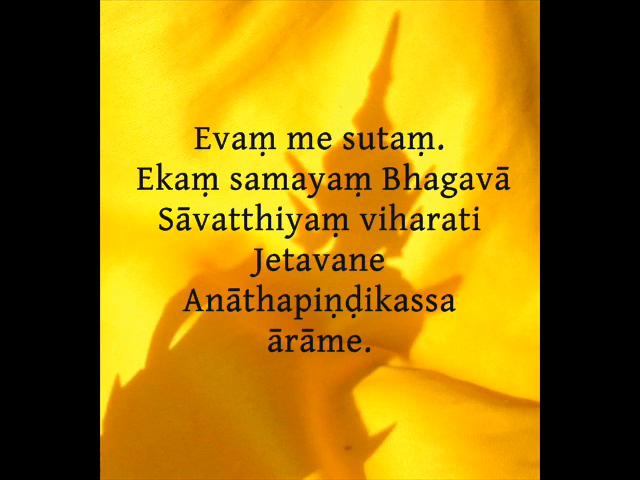 Evaṃ me sutaṃ.
Ekaṃ samayaṃ Bhagavā
Sāvatthiyaṃ viharati
Jetavane
Anāthapiṇḍikassa
ārāme.